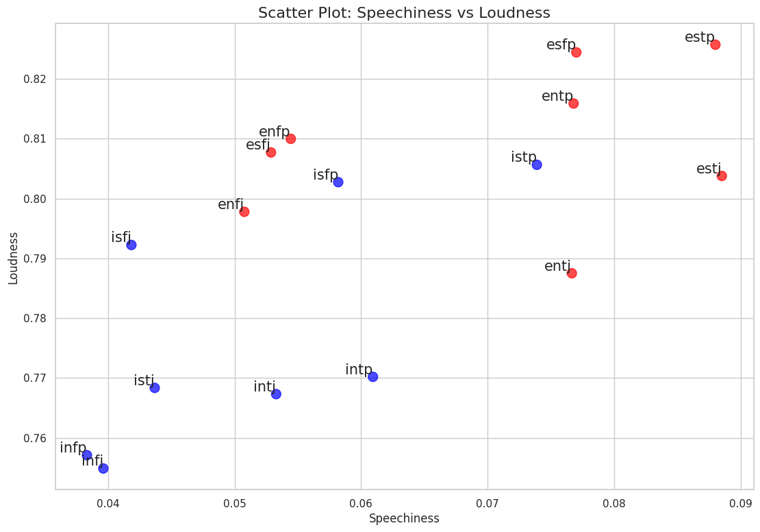 Scatter Plot: Speechiness vs Loudness
estp
esfp
0.82
entp
0.81
enfp
esfj
istp
estj
isfp
0.80
enfj
isfj
0.79
entj
Loudness
0.78
intp
0.77
istj
intj
0.76
infp
infj
0.04 0.05 0.06 0.07 0.08 0.09
Speechiness